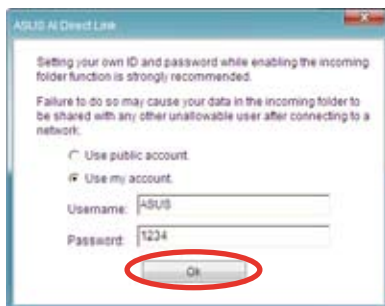 ASUS AI Direct Link
Setting your own ID and password while enabling the incoming
folder function is strongly recommended.
Failure to do so may cause your data in the incoming folder to
be shared with any other unallowable user after connecting to a
network.
Use public account.
Use my account.
Username: ASUS
Password: 1234
Ok